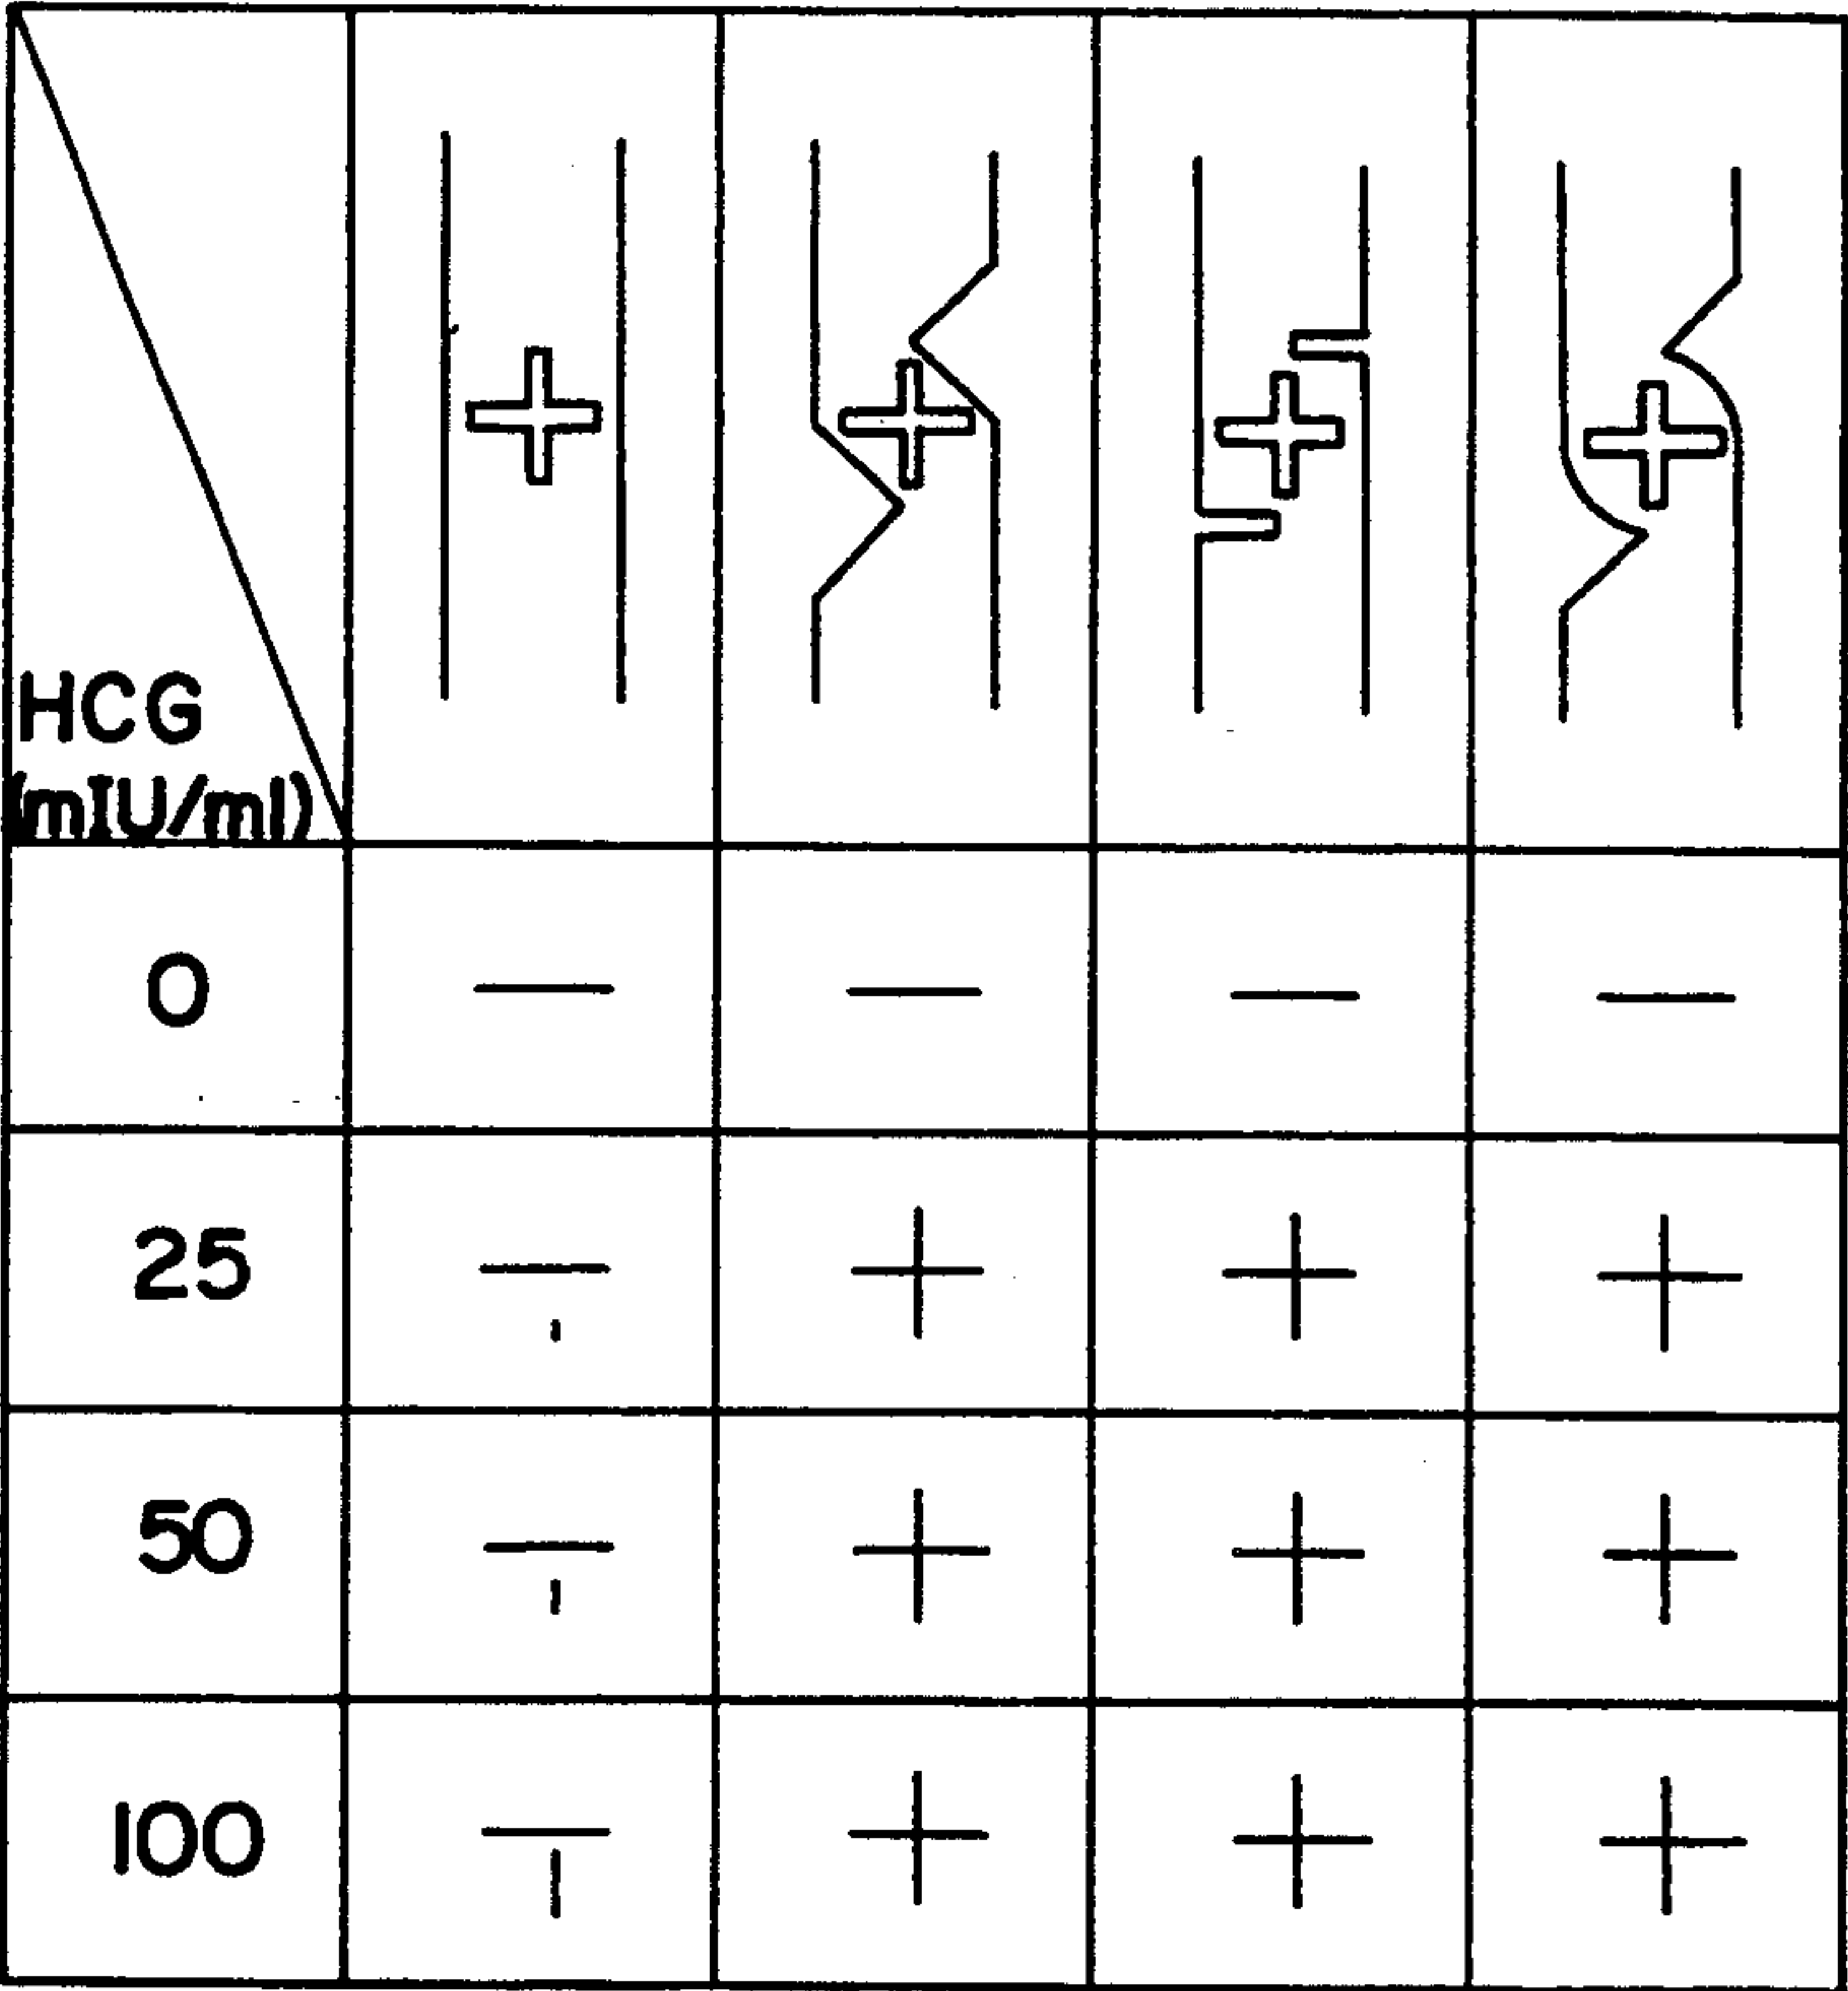 HCG
(mIU/ml)
0 — — — —
25 — + + +
50 — + + +
100 — + + +